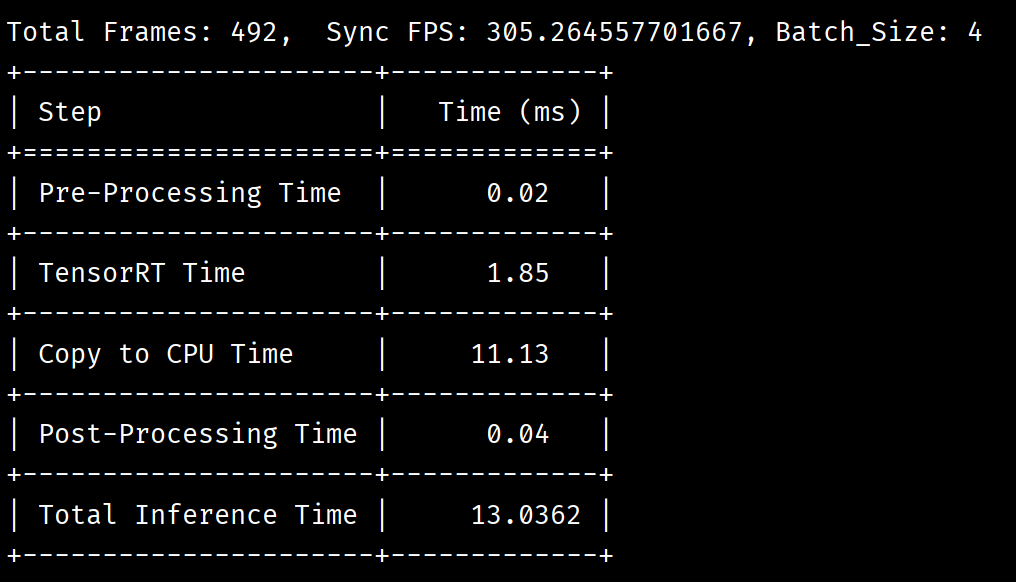 Total Frames: 492,  Sync FPS: 305.264557701667, Batch_Size: 4
+----------------------+-------------+
| Step                 |   Time (ms) |
+======================+=============+
| Pre-Processing Time  |      0.02   |
+----------------------+-------------+
| TensorRT Time        |      1.85   |
+----------------------+-------------+
| Copy to CPU Time     |     11.13   |
+----------------------+-------------+
| Post-Processing Time |      0.04   |
+----------------------+-------------+
| Total Inference Time |     13.0362 |
+----------------------+-------------+